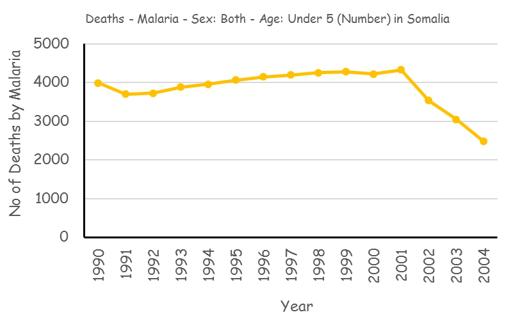 Deaths - Malaria - Sex: Both - Age: Under 5 (Number) in Somalia
No of Deaths by Malaria
5000
4000
3000
2000
1000
0
1990 1991 1992 1993 1994 1995 1996 1997 1998 1999 2000 2001 2002 2003 2004
Year